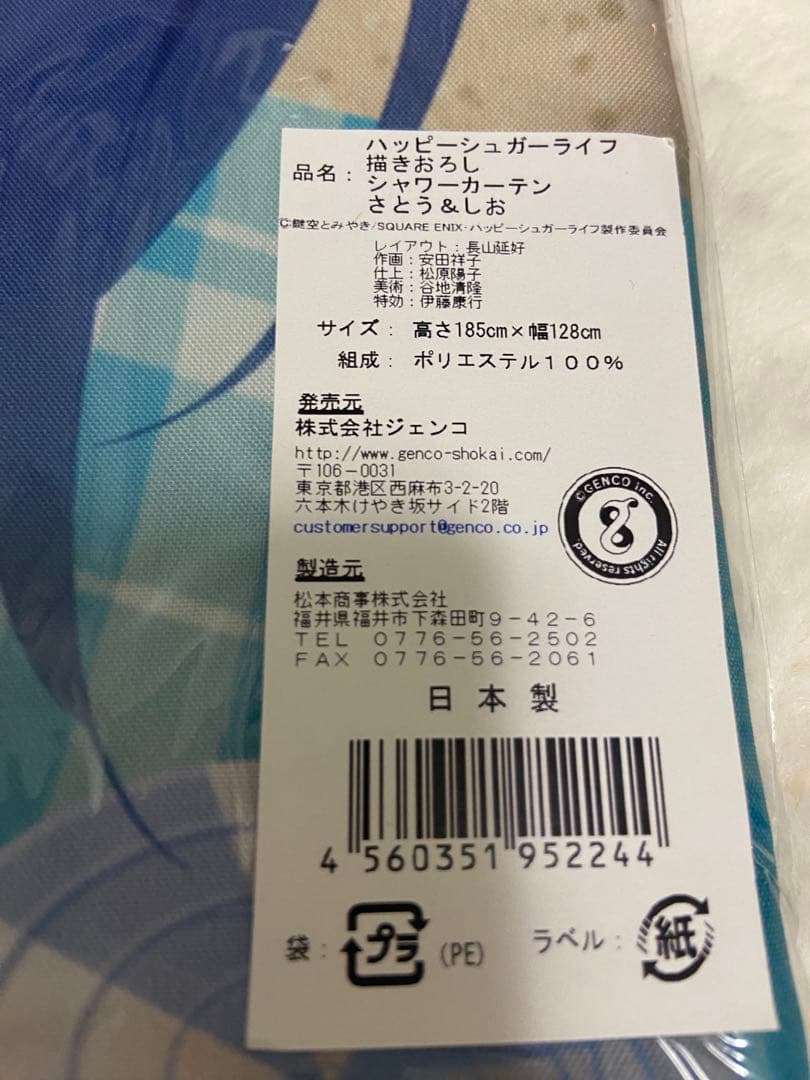 品名：
ハッピーシュガーライフ
描きおろし
シャワーカーテン
さとう＆しお
©鍵空とみやき/SQUARE ENIX・ハッピーシュガーライフ製作委員会
レイアウト：長山延好
作画：安田祥子
仕上：松原陽子
美術：谷地清隆
特効：伊藤康行
サイズ： 高さ185cm×幅128cm
組成： ポリエステル１００％
発売元
株式会社ジェンコ
http://www.genco-shokai.com/
〒106-0031
東京都港区西麻布3-2-20
六本木けやき坂サイド2階
customersupport@genco.co.jp
©GENCO inc.
All rights reserved.
製造元
松本商事株式会社
福井県福井市下森田町９－４２－６
ＴＥＬ ０７７６－５６－２５０２
ＦＡＸ ０７７６－５６－２０６１
日本製
4 560351 952244
袋： プラ (PE) ラベル： 紙